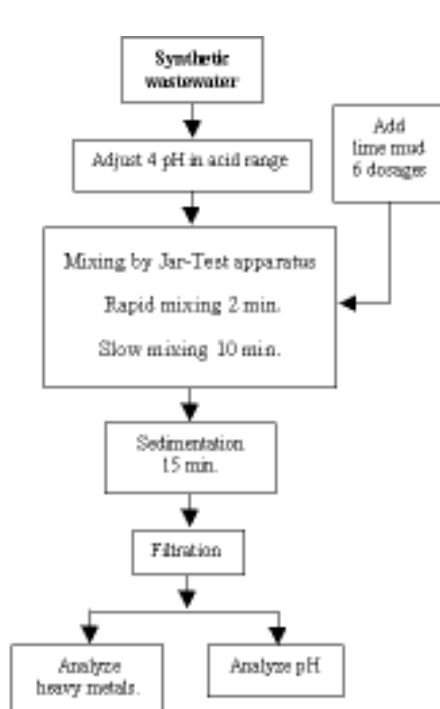 Synthetic
wastewater
Adjust 4 pH in acid range
Add
lime mud
6 dosages
Mixing by Jar-Test apparatus
Rapid mixing 2 min.
Slow mixing 10 min.
Sedimentation
15 min.
Filtration
Analyze
heavy metals.
Analyze pH